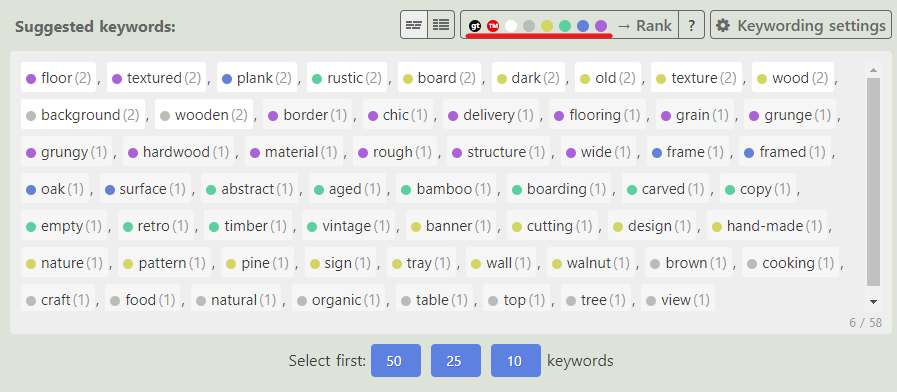 Suggested keywords: gt TM → Rank ? Keywording settings
floor (2) , textured (2) , plank (2) , rustic (2) , board (2) , dark (2) , old (2) , texture (2) , wood (2) ,
background (2) , wooden (2) , border (1) , chic (1) , delivery (1) , flooring (1) , grain (1) , grunge (1) ,
grungy (1) , hardwood (1) , material (1) , rough (1) , structure (1) , wide (1) , frame (1) , framed (1) ,
oak (1) , surface (1) , abstract (1) , aged (1) , bamboo (1) , boarding (1) , carved (1) , copy (1) ,
empty (1) , retro (1) , timber (1) , vintage (1) , banner (1) , cutting (1) , design (1) , hand-made (1) ,
nature (1) , pattern (1) , pine (1) , sign (1) , tray (1) , wall (1) , walnut (1) , brown (1) , cooking (1) ,
craft (1) , food (1) , natural (1) , organic (1) , table (1) , top (1) , tree (1) , view (1)
6 / 58
Select first: 50 25 10 keywords